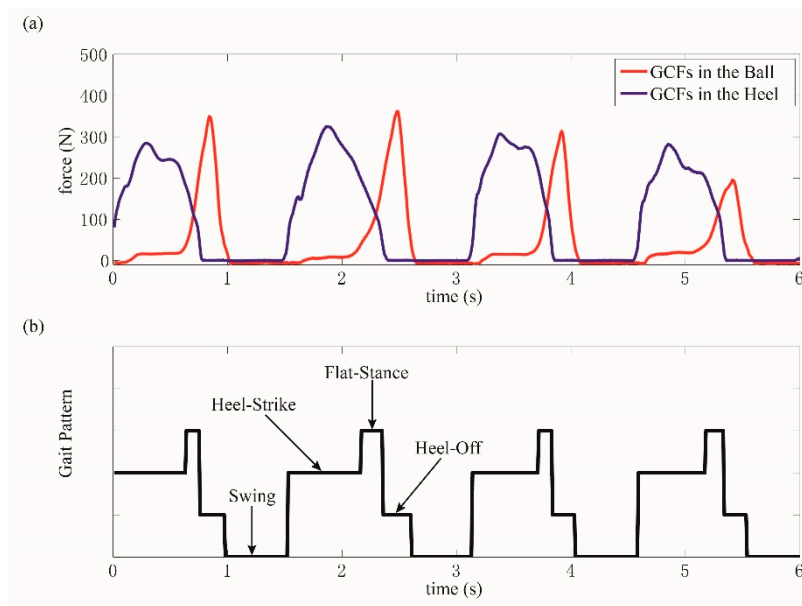 (a)
500
400
300
200
100
0
force (N)
GCFs in the Ball
GCFs in the Heel
0 1 2 3 4 5 6
time (s)
(b)
Gait Pattern
Flat-Stance
Heel-Strike
Heel-Off
Swing
0 1 2 3 4 5 6
time (s)